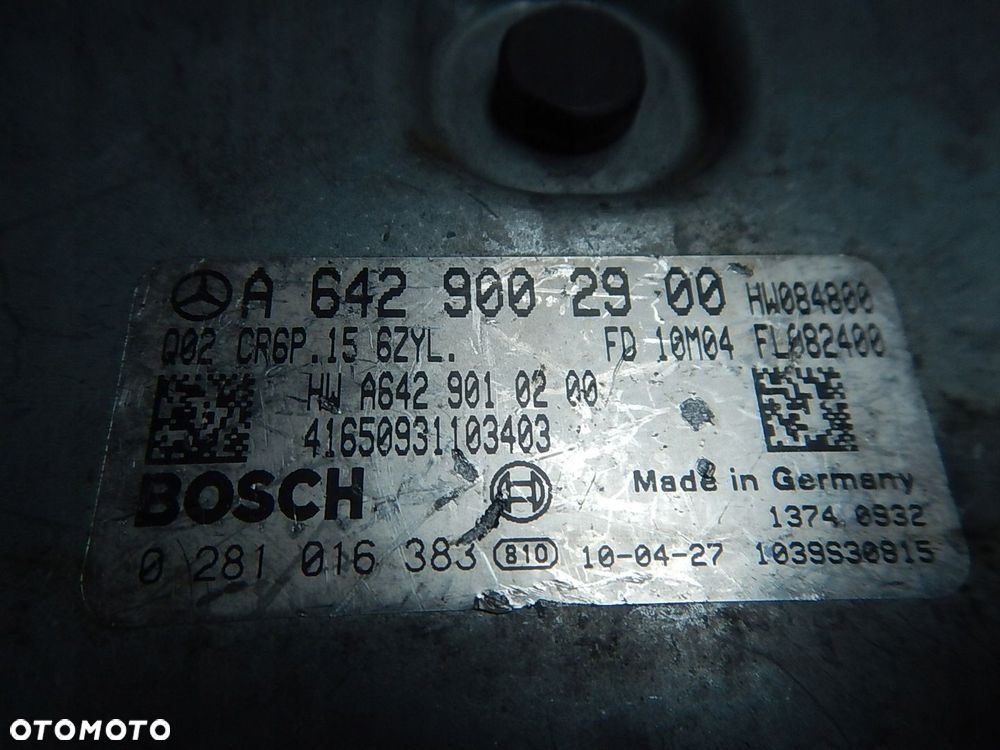 A 642 900 29 00 HW084800
Q02 CR6P.15 6ZYL. FD 10M04 FL082400
HW A642 901 02 00
41650931103403
BOSCH
Made in Germany
1374 0932
0 281 016 383 810 10-04-27 1039S30815
OTOMOTO